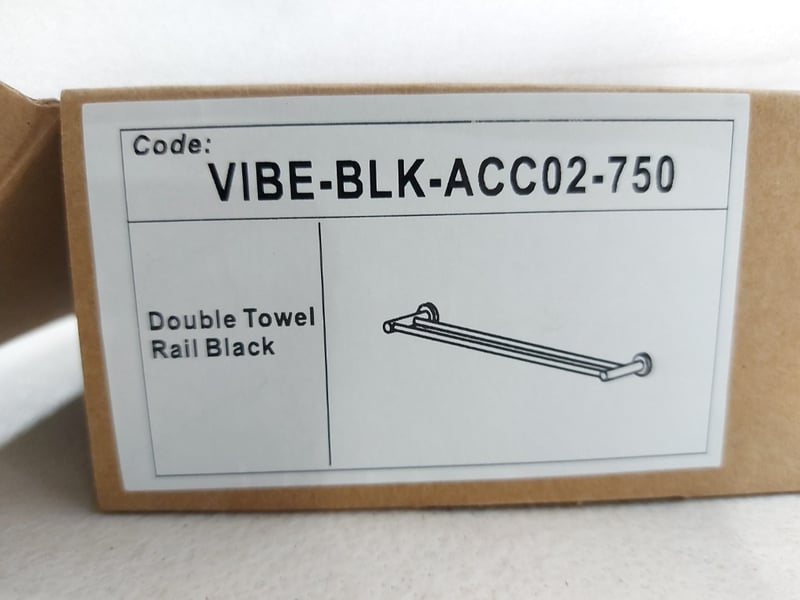 Code:
VIBE-BLK-ACC02-750
Double Towel
Rail Black